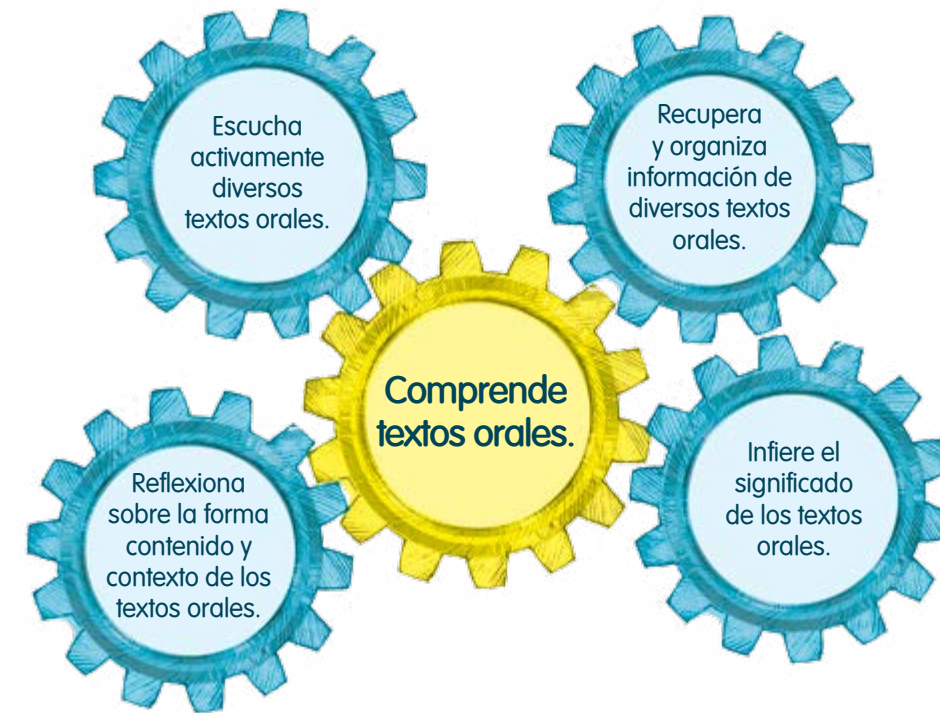 Escucha
activamente
diversos
textos orales.
Recupera
y organiza
información de
diversos textos
orales.
Comprende
textos orales.
Reflexiona
sobre la forma
contenido y
contexto de los
textos orales.
Infiere el
significado
de los textos
orales.